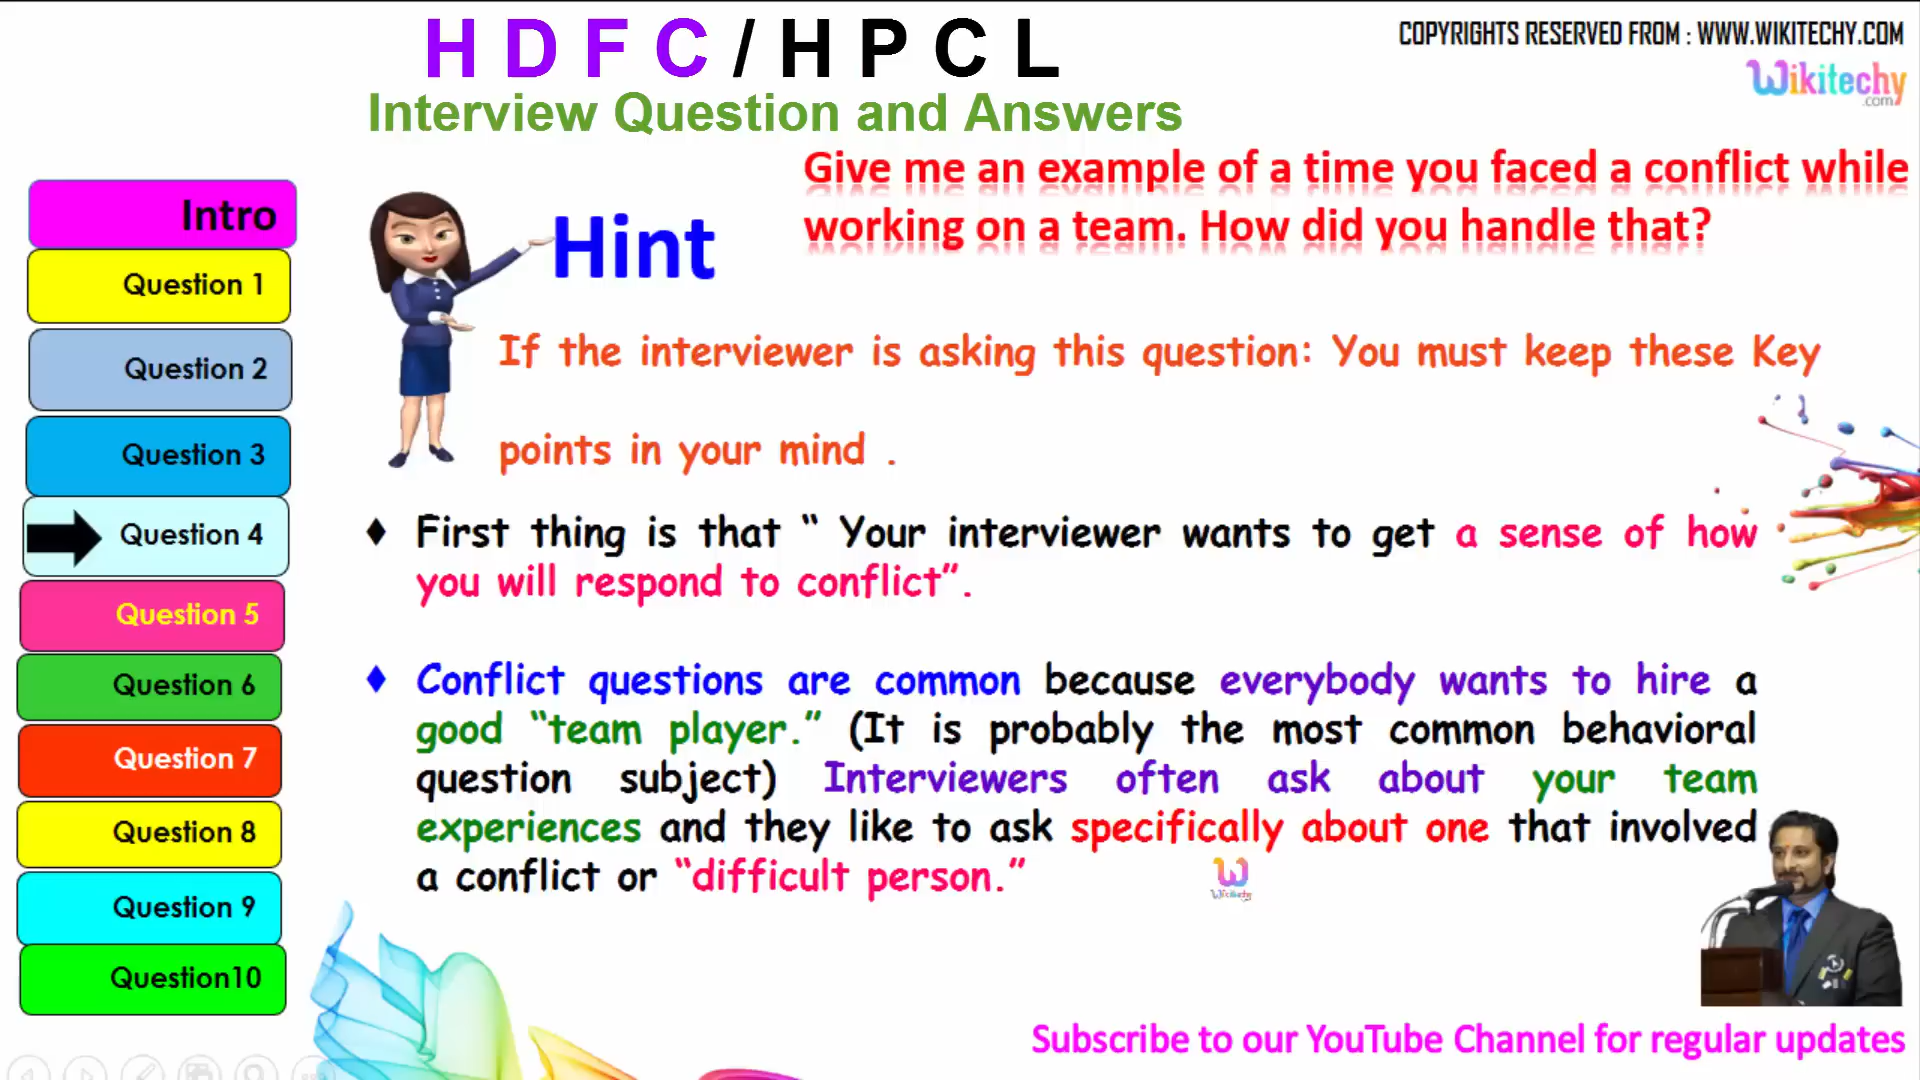 H D F C / H P C L
Interview Question and Answers
COPYRIGHTS RESERVED FROM : WWW.WIKITECHY.COM
Wikitechy
.com
Give me an example of a time you faced a conflict while
working on a team. How did you handle that?
Hint
Intro
Question 1
Question 2
Question 3
Question 4
Question 5
Question 6
Question 7
Question 8
Question 9
Question10
If the interviewer is asking this question: You must keep these Key
points in your mind .
♦ First thing is that “ Your interviewer wants to get a sense of how
you will respond to conflict”.
♦ Conflict questions are common because everybody wants to hire a
good “team player.” (It is probably the most common behavioral
question subject) Interviewers often ask about your team
experiences and they like to ask specifically about one that involved
a conflict or “difficult person.”
W
Wikitechy
Subscribe to our YouTube Channel for regular updates